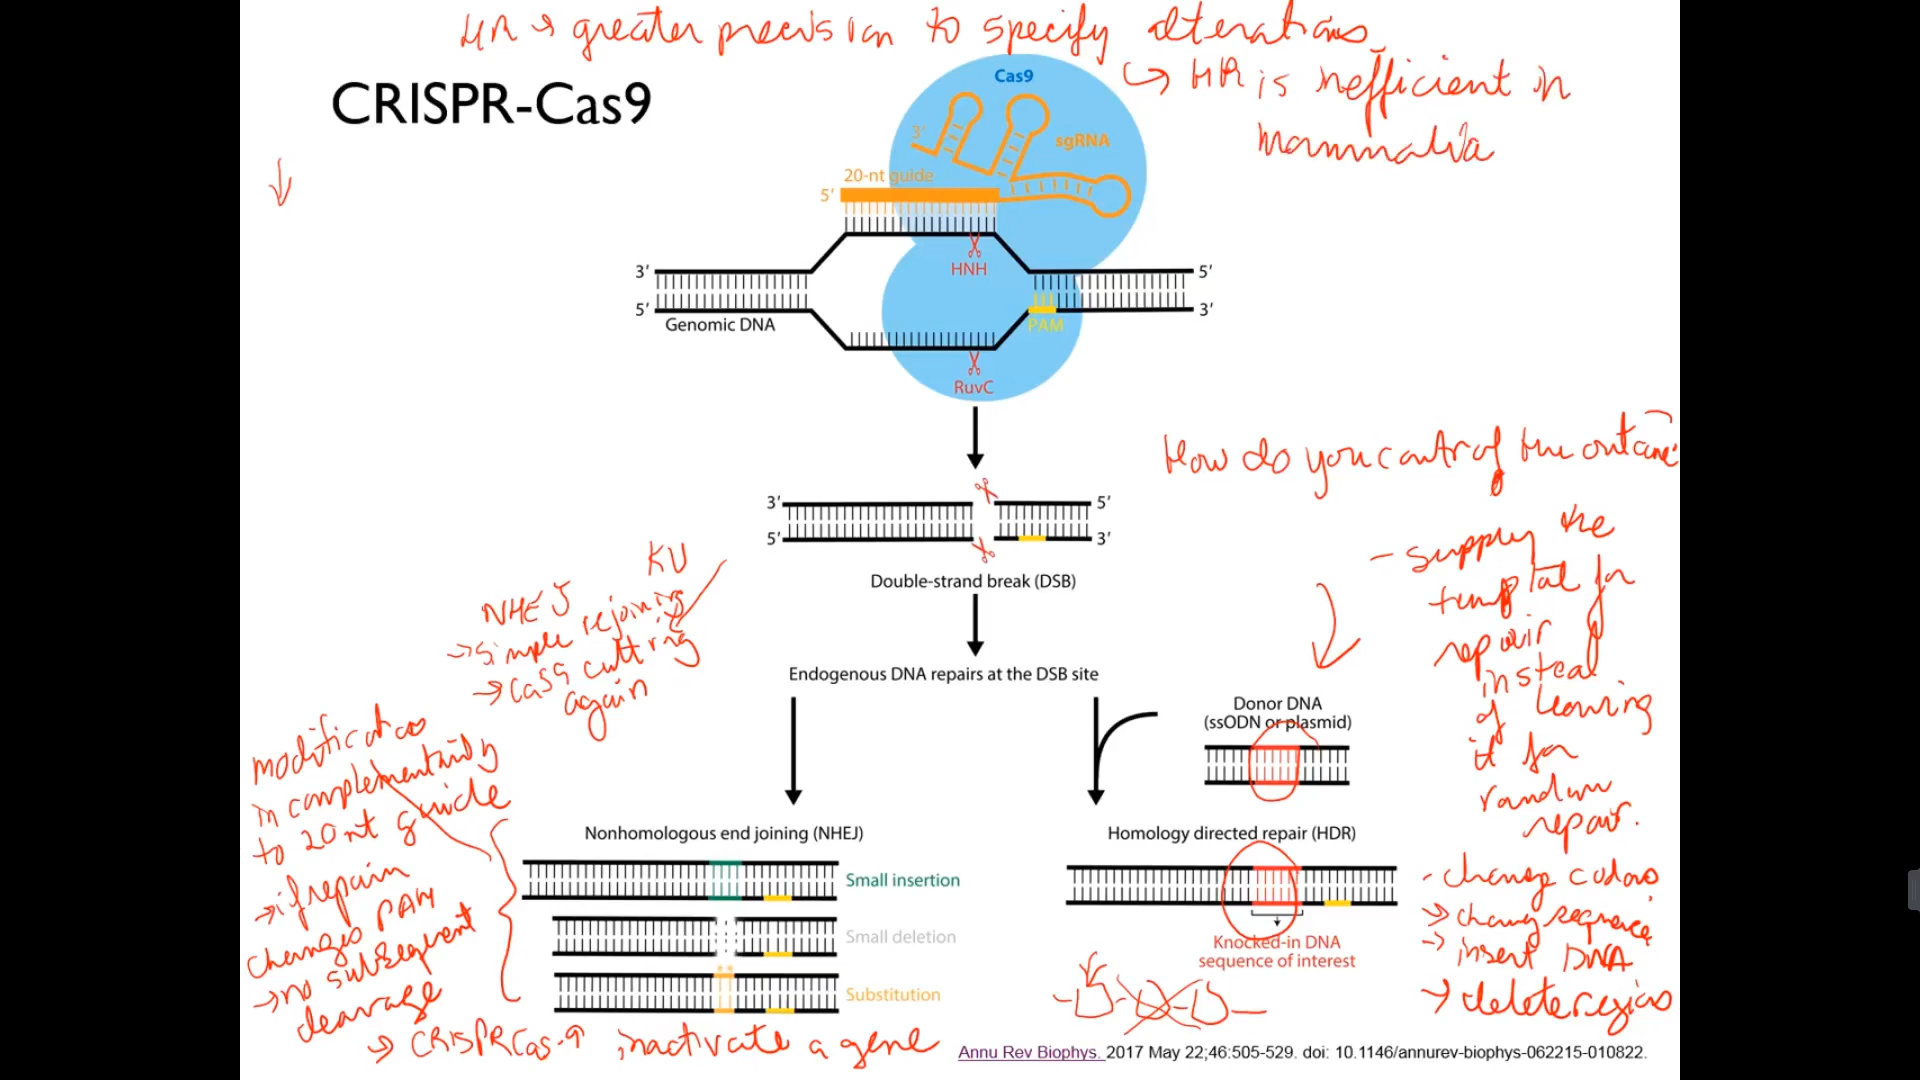 HR → greater precision to specify alterations
↳ HR is inefficient in
mammalia
CRISPR-Cas9
Cas9
3'
sgRNA
20-nt guide
5'
HNH
3'
5'
5'
3'
Genomic DNA
PAM
RuvC
How do you control the outcome
3'
5'
5'
3'
Double-strand break (DSB)
KU
NHEJ
→ simple rejoining
→ Cas9 cutting
again
- supply the
template for
repair
instead
of leaving
it for
random
repair.
Endogenous DNA repairs at the DSB site
Donor DNA
(ssODN or plasmid)
modification
in complementarity
to 20 nt guide
→ if repair
changes PAM
→ no subsequent
cleavage
Nonhomologous end joining (NHEJ)
Homology directed repair (HDR)
Small insertion
Small deletion
Substitution
Knocked-in DNA
sequence of interest
- change codons
→ change sequence
→ insert DNA
→ delete regions
→ CRISPR Cas-9 inactivate a gene
Annu Rev Biophys. 2017 May 22;46:505-529. doi: 10.1146/annurev-biophys-062215-010822.